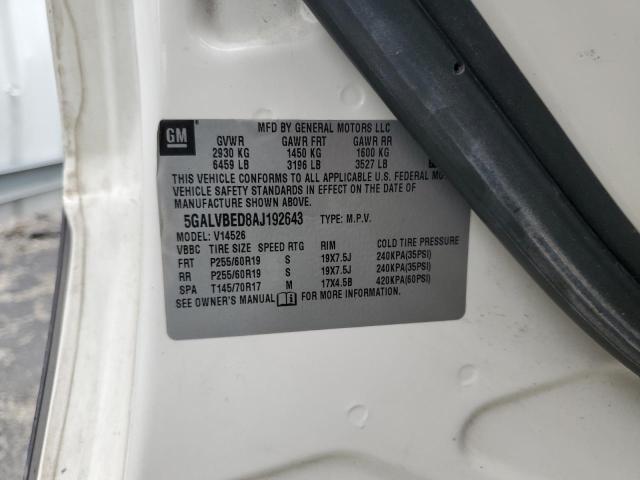 MFD BY GENERAL MOTORS LLC
GM
GVWR GAWR FRT GAWR RR
2930 KG 1450 KG 1600 KG
6459 LB 3196 LB 3527 LB
THIS VEHICLE CONFORMS TO ALL APPLICABLE U.S. FEDERAL
VEHICLE SAFETY STANDARDS IN EFFECT ON THE DATE OF
MANUFACTURE SHOWN ABOVE.
5GALVBED8AJ192643 TYPE: M.P.V.
MODEL: V14526
VBBC TIRE SIZE SPEED RTG RIM COLD TIRE PRESSURE
FRT P255/60R19 S 19X7.5J 240KPA(35PSI)
RR P255/60R19 S 19X7.5J 240KPA(35PSI)
SPA T145/70R17 M 17X4.5B 420KPA(60PSI)
SEE OWNER'S MANUAL FOR MORE INFORMATION.